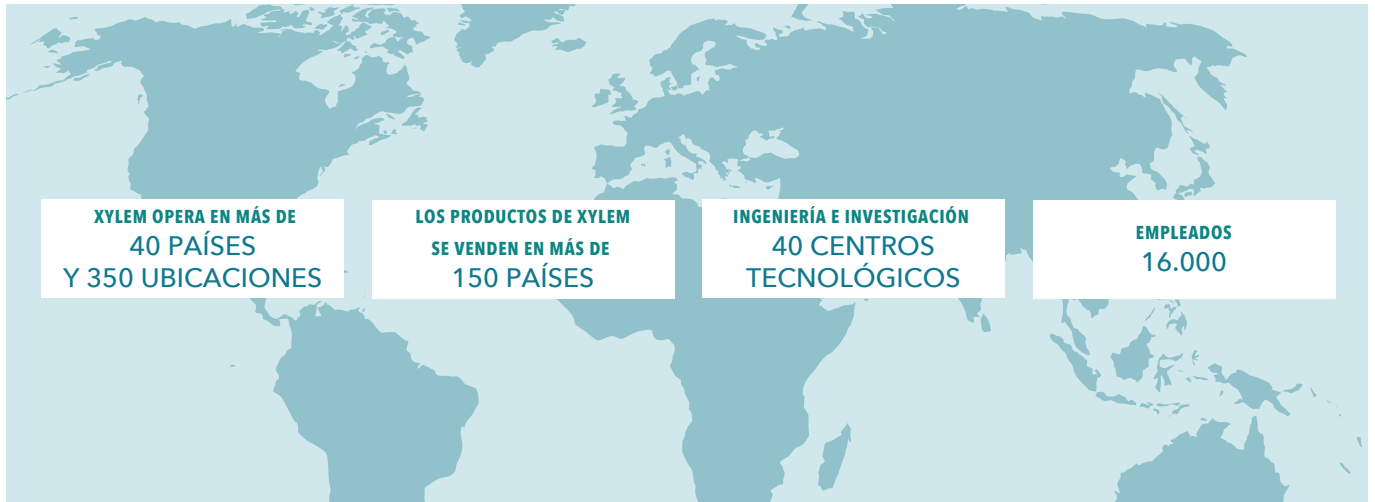 XYLEM OPERA EN MÁS DE
40 PAÍSES
Y 350 UBICACIONES
LOS PRODUCTOS DE XYLEM
SE VENDEN EN MÁS DE
150 PAÍSES
INGENIERÍA E INVESTIGACIÓN
40 CENTROS
TECNOLÓGICOS
EMPLEADOS
16.000